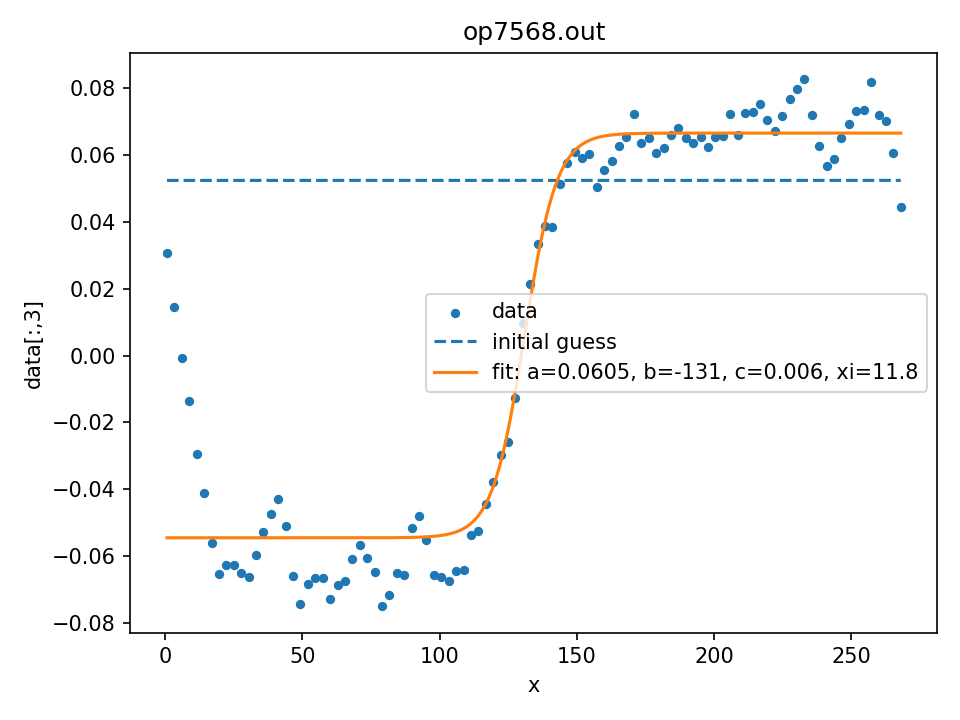 op7568.out
data[:,3]
0.08
0.06
0.04
0.02
0.00
−0.02
−0.04
−0.06
−0.08
data
initial guess
fit: a=0.0605, b=-131, c=0.006, xi=11.8
0 50 100 150 200 250
x